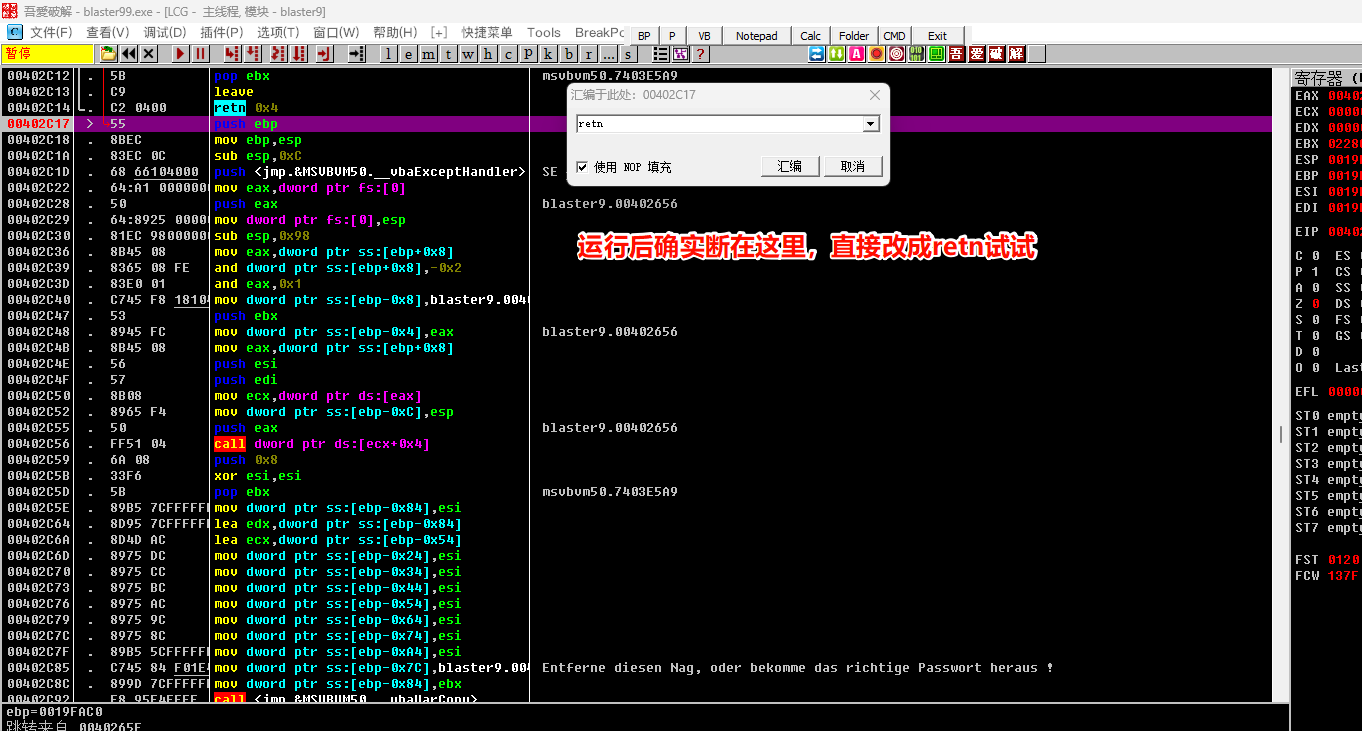 吾爱破解 - blaster99.exe - [LCG - 主线程, 模块 - blaster9]
文件(F) 查看(V) 调试(D) 插件(P) 选项(T) 窗口(W) 帮助(H) [+] 快捷菜单 Tools BreakPo BP P VB Notepad Calc Folder CMD Exit
暂停 l e m t w h c P k b r ... s ? 吾 爱 破 解
00402C12 . 5B pop ebx msvbvm50.7403E5A9
00402C13 . C9 leave
00402C14 . C2 0400 retn 0x4
00402C17 > 55 push ebp
00402C18 . 8BEC mov ebp,esp
00402C1A . 83EC 0C sub esp,0xC
00402C1D . 68 66104000 push <jmp.&MSVBVM50.__vbaExceptHandler> SE
00402C22 . 64:A1 0000000 mov eax,dword ptr fs:[0]
00402C28 . 50 push eax blaster9.00402656
00402C29 . 64:8925 00000 mov dword ptr fs:[0],esp
00402C30 . 81EC 98000000 sub esp,0x98
00402C36 . 8B45 08 mov eax,dword ptr ss:[ebp+0x8]
00402C39 . 8365 08 FE and dword ptr ss:[ebp+0x8],-0x2
00402C3D . 83E0 01 and eax,0x1
00402C40 . C745 F8 18104 mov dword ptr ss:[ebp-0x8],blaster9.0040
00402C47 . 53 push ebx
00402C48 . 8945 FC mov dword ptr ss:[ebp-0x4],eax blaster9.00402656
00402C4B . 8B45 08 mov eax,dword ptr ss:[ebp+0x8]
00402C4E . 56 push esi
00402C4F . 57 push edi
00402C50 . 8B08 mov ecx,dword ptr ds:[eax]
00402C52 . 8965 F4 mov dword ptr ss:[ebp-0xC],esp
00402C55 . 50 push eax blaster9.00402656
00402C56 . FF51 04 call dword ptr ds:[ecx+0x4]
00402C59 . 6A 08 push 0x8
00402C5B . 33F6 xor esi,esi
00402C5D . 5B pop ebx msvbvm50.7403E5A9
00402C5E . 89B5 7CFFFFFF mov dword ptr ss:[ebp-0x84],esi
00402C64 . 8D95 7CFFFFFF lea edx,dword ptr ss:[ebp-0x84]
00402C6A . 8D4D AC lea ecx,dword ptr ss:[ebp-0x54]
00402C6D . 8975 DC mov dword ptr ss:[ebp-0x24],esi
00402C70 . 8975 CC mov dword ptr ss:[ebp-0x34],esi
00402C73 . 8975 BC mov dword ptr ss:[ebp-0x44],esi
00402C76 . 8975 AC mov dword ptr ss:[ebp-0x54],esi
00402C79 . 8975 9C mov dword ptr ss:[ebp-0x64],esi
00402C7C . 8975 8C mov dword ptr ss:[ebp-0x74],esi
00402C7F . 89B5 5CFFFFFF mov dword ptr ss:[ebp-0xA4],esi
00402C85 . C745 84 F01E4 mov dword ptr ss:[ebp-0x7C],blaster9.004 Entferne diesen Nag, oder bekomme das richtige Passwort heraus !
00402C8C . 899D 7CFFFFFF mov dword ptr ss:[ebp-0x84],ebx
00402C92 . E8 95E4FFFF call <jmp.&MSVBVM50.__vbaVarCopy>
汇编于此处: 00402C17
retn
使用 NOP 填充 汇编 取消
运行后确实断在这里，直接改成retn试试
寄存器
EAX 0040
ECX 0000
EDX 0000
EBX 0228
ESP 0019
EBP 0019
ESI 0019
EDI 0019
EIP 0040
C 0 ES
P 1 CS
A 0 SS
Z 0 DS
S 0 FS
T 0 GS
D 0
O 0 Las
EFL 0000
ST0 empty
ST1 empty
ST2 empty
ST3 empty
ST4 empty
ST5 empty
ST6 empty
ST7 empty
FST 0120
FCW 137F
ebp=0019FAC0
跳转来自 0040265F